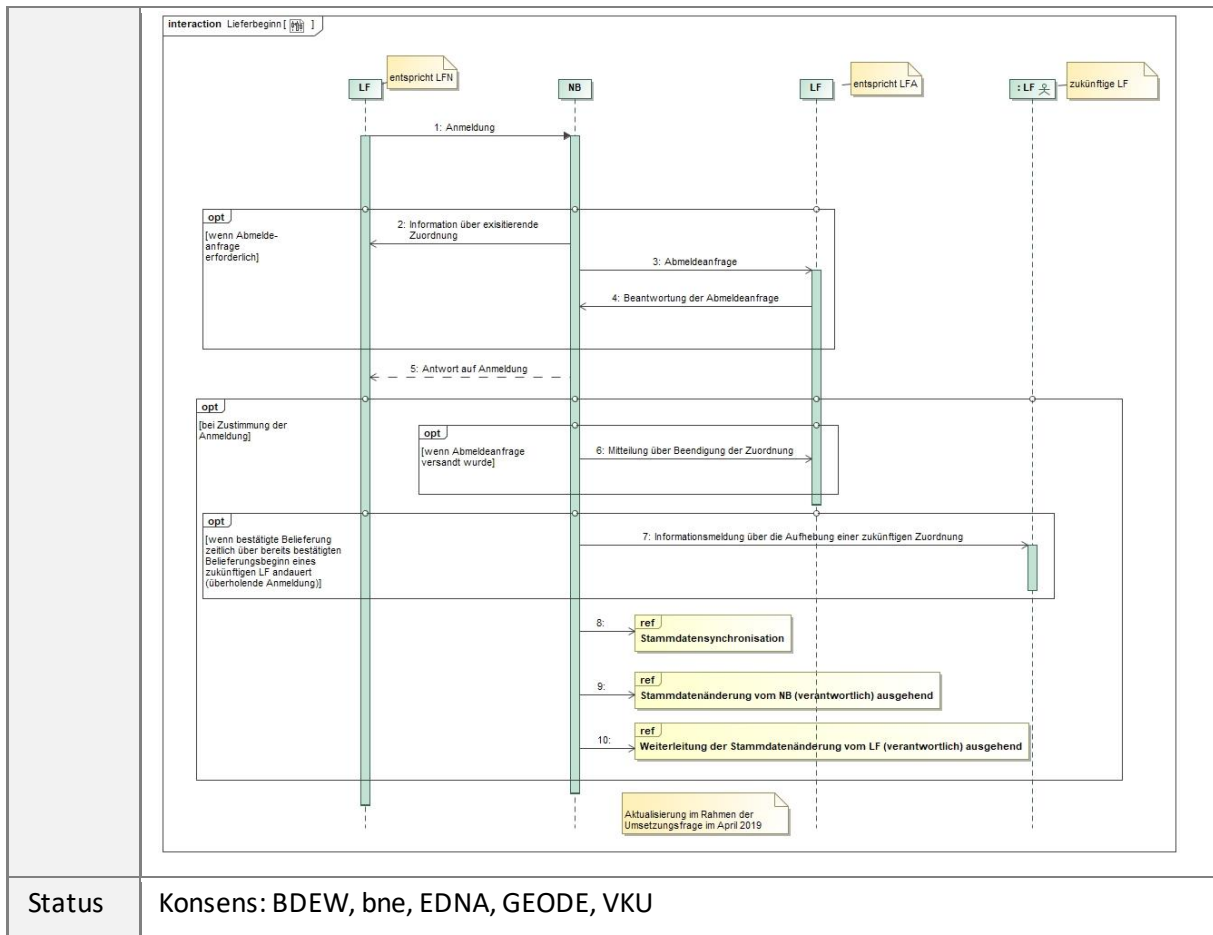 interaction Lieferbeginn [ ]
entspricht LFN
entspricht LFA
zukünftige LF
LF
NB
LF
: LF
1: Anmeldung
opt
[wenn Abmelde-
anfrage
erforderlich]
2: Information über exisitierende
Zuordnung
3: Abmeldeanfrage
4: Beantwortung der Abmeldeanfrage
5: Antwort auf Anmeldung
opt
[bei Zustimmung der
Anmeldung]
opt
[wenn Abmeldeanfrage
versandt wurde]
6: Mitteilung über Beendigung der Zuordnung
opt
[wenn bestätigte Belieferung
zeitlich über bereits bestätigten
Belieferungsbeginn eines
zukünftigen LF andauert
(überholende Anmeldung)]
7: Informationsmeldung über die Aufhebung einer zukünftigen Zuordnung
8:
ref
Stammdatensynchronisation
9:
ref
Stammdatenänderung vom NB (verantwortlich) ausgehend
10:
ref
Weiterleitung der Stammdatenänderung vom LF (verantwortlich) ausgehend
Aktualisierung im Rahmen der
Umsetzungsfrage im April 2019
Status
Konsens: BDEW, bne, EDNA, GEODE, VKU